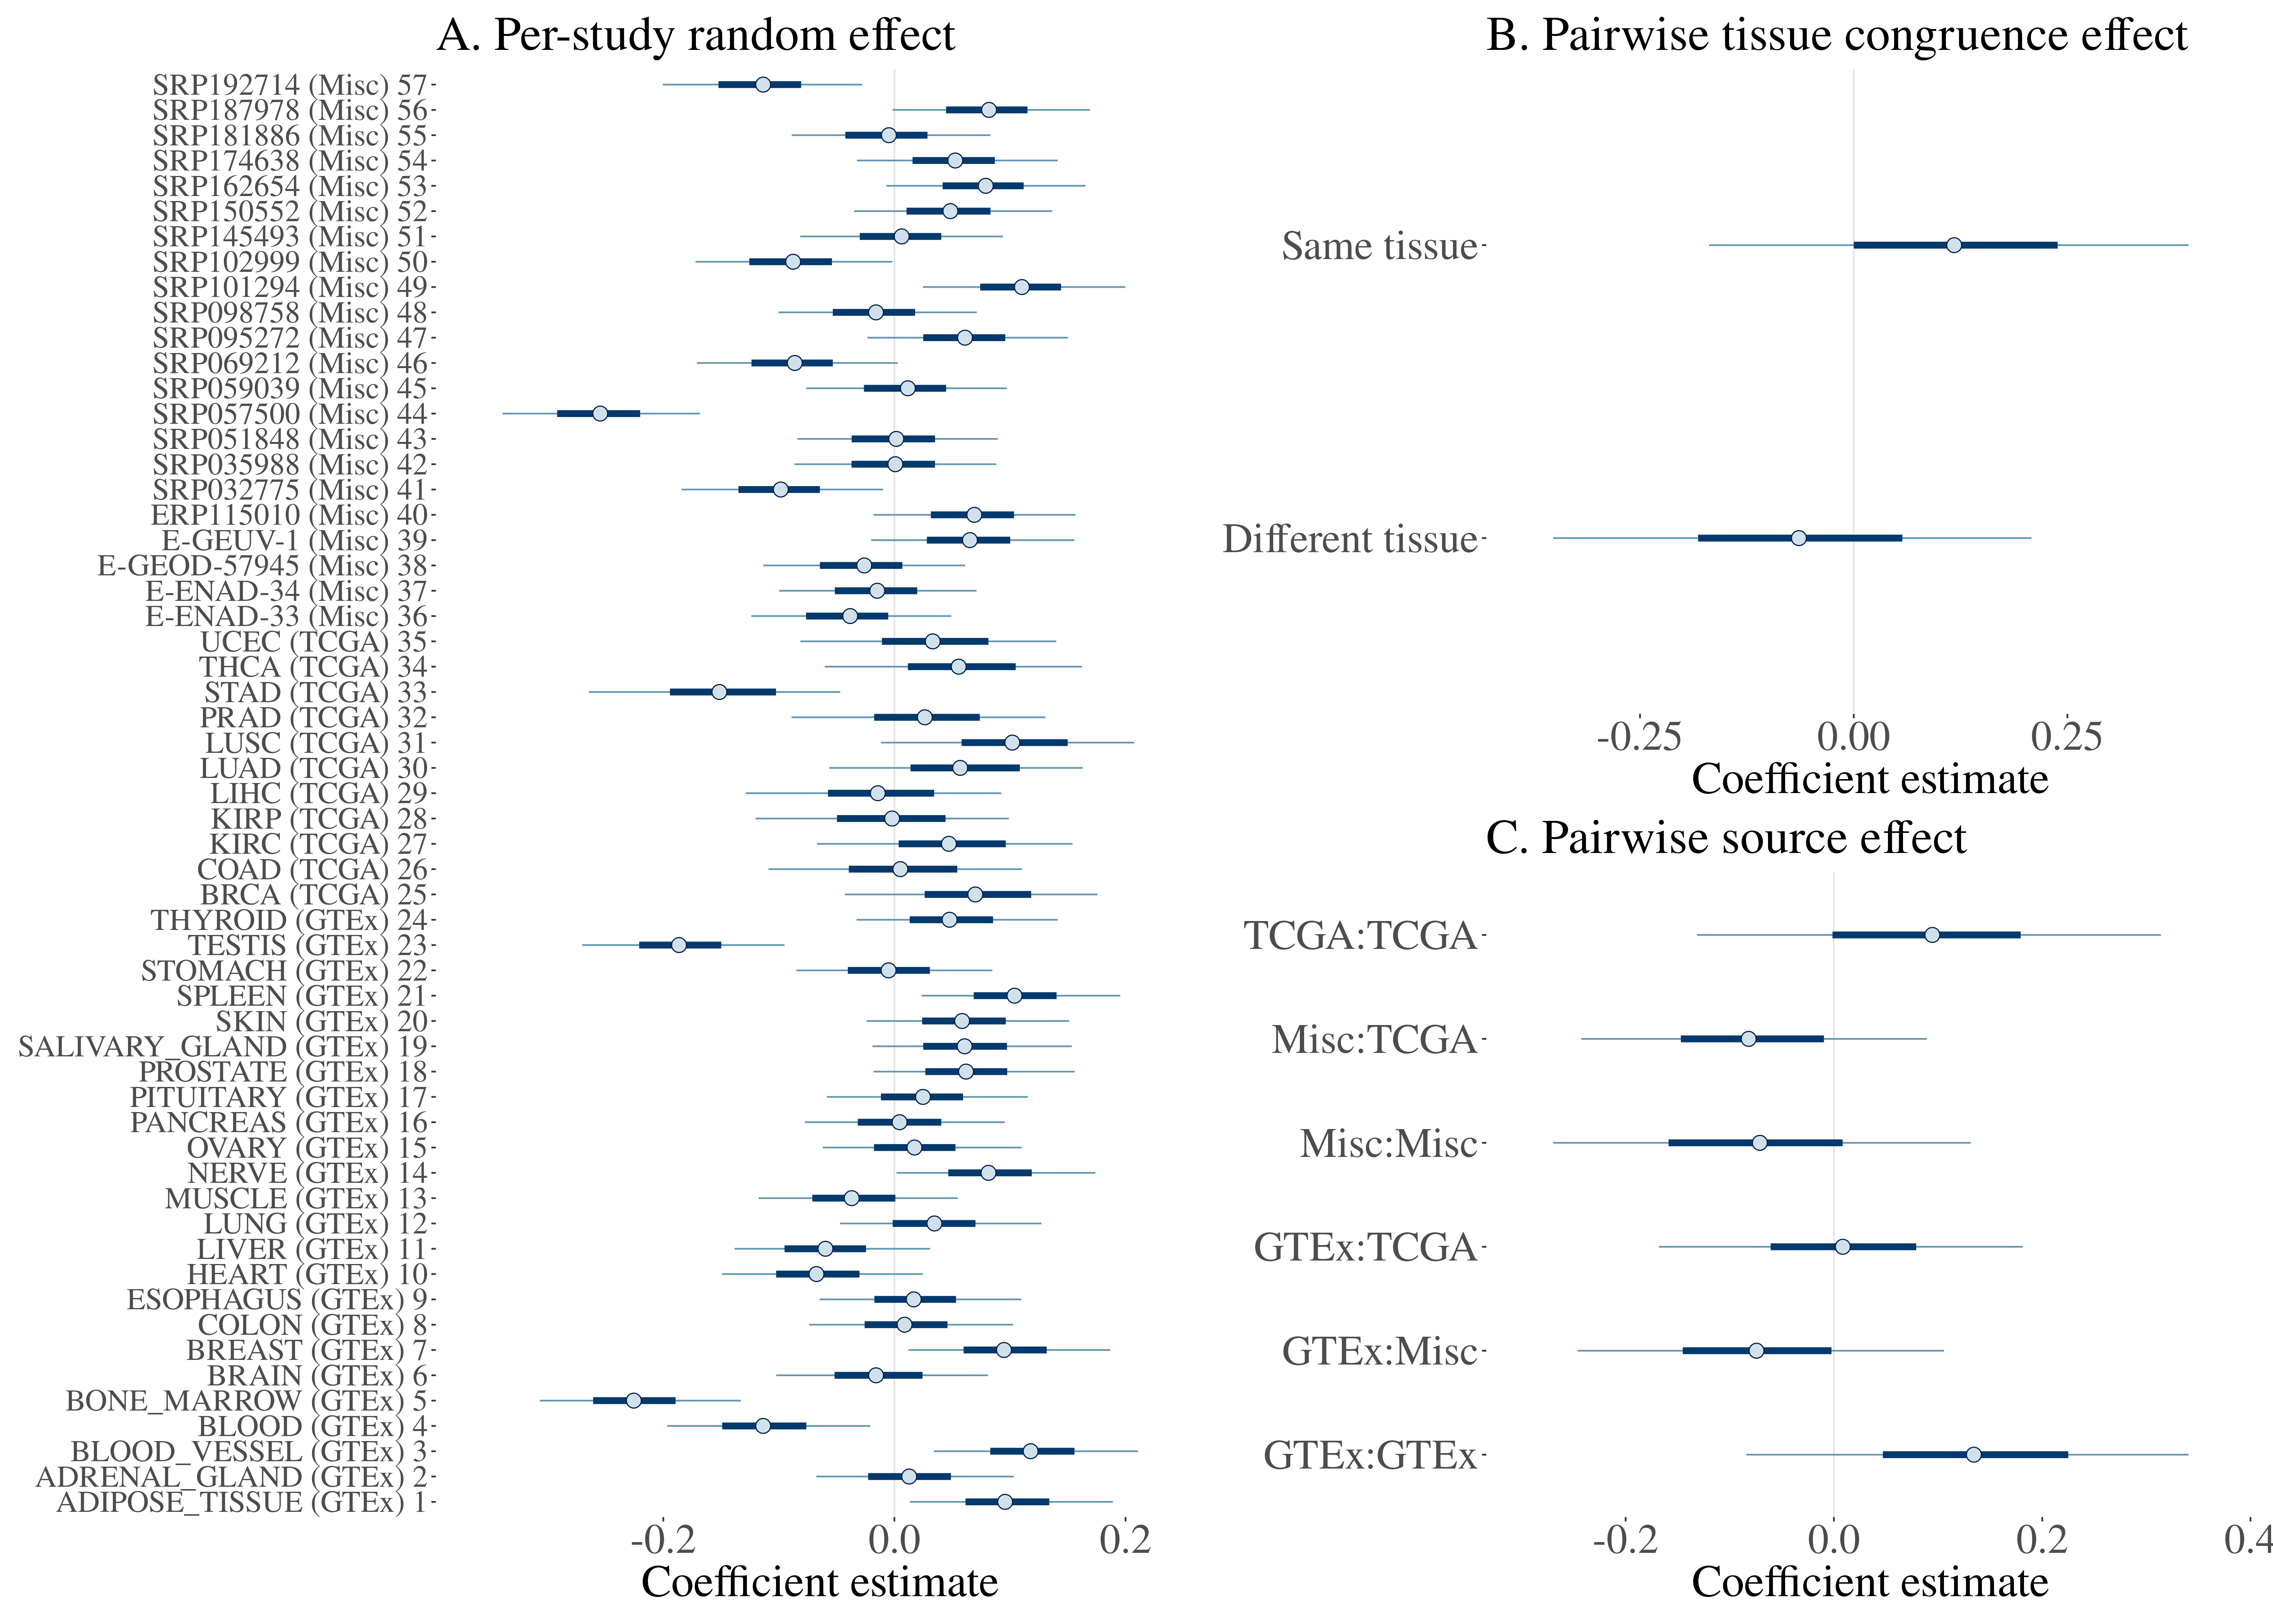 A. Per-study random effect
SRP192714 (Misc) 57
SRP187978 (Misc) 56
SRP181886 (Misc) 55
SRP174638 (Misc) 54
SRP162654 (Misc) 53
SRP150552 (Misc) 52
SRP145493 (Misc) 51
SRP102999 (Misc) 50
SRP101294 (Misc) 49
SRP098758 (Misc) 48
SRP095272 (Misc) 47
SRP069212 (Misc) 46
SRP059039 (Misc) 45
SRP057500 (Misc) 44
SRP051848 (Misc) 43
SRP035988 (Misc) 42
SRP032775 (Misc) 41
ERP115010 (Misc) 40
E-GEUV-1 (Misc) 39
E-GEOD-57945 (Misc) 38
E-ENAD-34 (Misc) 37
E-ENAD-33 (Misc) 36
UCEC (TCGA) 35
THCA (TCGA) 34
STAD (TCGA) 33
PRAD (TCGA) 32
LUSC (TCGA) 31
LUAD (TCGA) 30
LIHC (TCGA) 29
KIRP (TCGA) 28
KIRC (TCGA) 27
COAD (TCGA) 26
BRCA (TCGA) 25
THYROID (GTEx) 24
TESTIS (GTEx) 23
STOMACH (GTEx) 22
SPLEEN (GTEx) 21
SKIN (GTEx) 20
SALIVARY_GLAND (GTEx) 19
PROSTATE (GTEx) 18
PITUITARY (GTEx) 17
PANCREAS (GTEx) 16
OVARY (GTEx) 15
NERVE (GTEx) 14
MUSCLE (GTEx) 13
LUNG (GTEx) 12
LIVER (GTEx) 11
HEART (GTEx) 10
ESOPHAGUS (GTEx) 9
COLON (GTEx) 8
BREAST (GTEx) 7
BRAIN (GTEx) 6
BONE_MARROW (GTEx) 5
BLOOD (GTEx) 4
BLOOD_VESSEL (GTEx) 3
ADRENAL_GLAND (GTEx) 2
ADIPOSE_TISSUE (GTEx) 1
-0.2 0.0 0.2
Coefficient estimate
B. Pairwise tissue congruence effect
Same tissue
Different tissue
-0.25 0.00 0.25
Coefficient estimate
C. Pairwise source effect
TCGA:TCGA
Misc:TCGA
Misc:Misc
GTEx:TCGA
GTEx:Misc
GTEx:GTEx
-0.2 0.0 0.2 0.4
Coefficient estimate